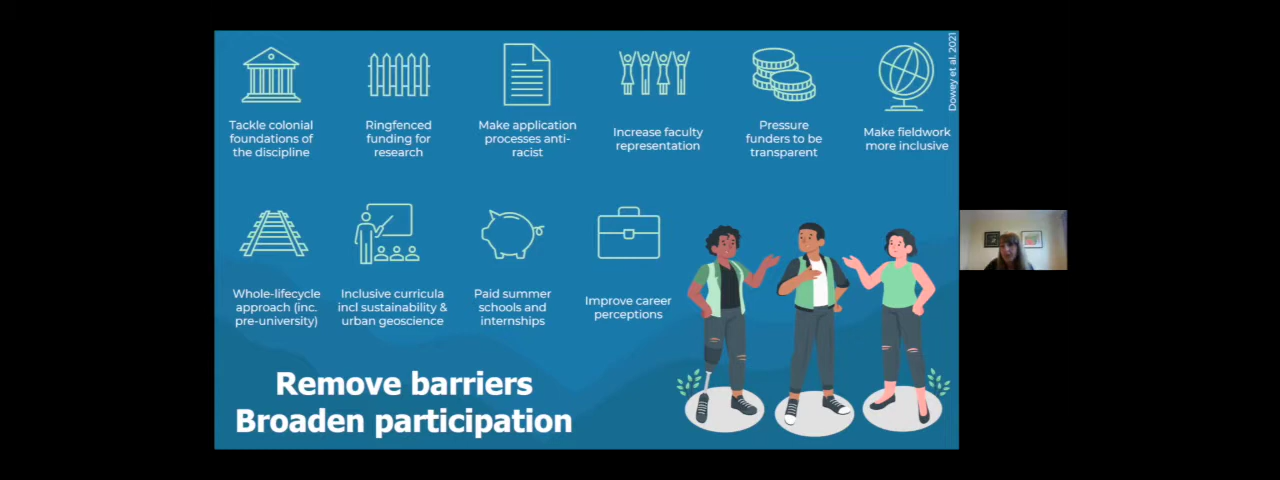 Tackle colonial
foundations of
the discipline
Ringfenced
funding for
research
Make application
processes anti-
racist
Increase faculty
representation
Pressure
funders to be
transparent
Make fieldwork
more inclusive
Dowey et al. 2021
Whole-lifecycle
approach (inc.
pre-university)
Inclusive curricula
incl sustainability &
urban geoscience
Paid summer
schools and
internships
Improve career
perceptions
Remove barriers
Broaden participation